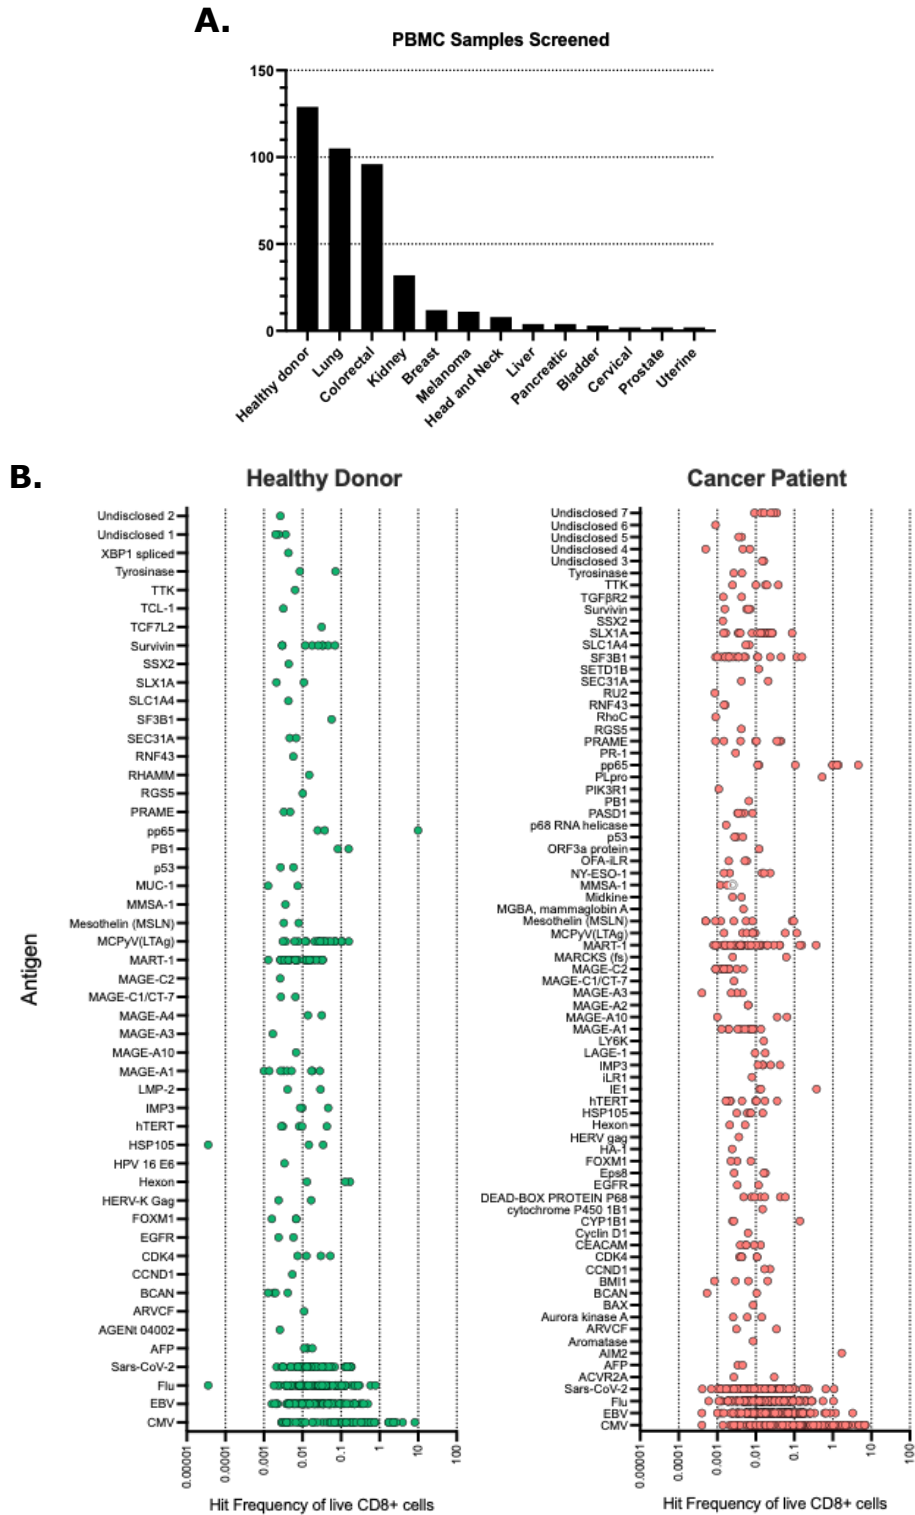 A.
PBMC Samples Screened
150
100
50
0
Healthy donor
Lung
Colorectal
Kidney
Breast
Melanoma
Head and Neck
Liver
Pancreatic
Bladder
Cervical
Prostate
Uterine
B.
Healthy Donor
Antigen
Undisclosed 2
Undisclosed 1
XBP1 spliced
Tyrosinase
TTK
TCL-1
TCF7L2
Survivin
SSX2
SLX1A
SLC1A4
SF3B1
SEC31A
RNF43
RHAMM
RGS5
PRAME
pp65
PB1
p53
MUC-1
MMSA-1
Mesothelin (MSLN)
MCPyV(LTAg)
MART-1
MAGE-C2
MAGE-C1/CT-7
MAGE-A4
MAGE-A3
MAGE-A10
MAGE-A1
LMP-2
IMP3
hTERT
HSP105
HPV 16 E6
Hexon
HERV-K Gag
FOXM1
EGFR
CDK4
CCND1
BCAN
ARVCF
AGENt 04002
AFP
Sars-CoV-2
Flu
EBV
CMV
0.00001
0.0001
0.001
0.01
0.1
1
10
100
Hit Frequency of live CD8+ cells
Cancer Patient
Undisclosed 7
Undisclosed 6
Undisclosed 5
Undisclosed 4
Undisclosed 3
Tyrosinase
TTK
TGFβR2
Survivin
SSX2
SLX1A
SLC1A4
SF3B1
SETD1B
SEC31A
RU2
RNF43
RhoC
RGS5
PRAME
PR-1
pp65
PLpro
PIK3R1
PB1
PASD1
p68 RNA helicase
p53
ORF3a protein
OFA-iLR
NY-ESO-1
MMSA-1
Midkine
MGBA, mammaglobin A
Mesothelin (MSLN)
MCPyV(LTAg)
MART-1
MARCKS (fs)
MAGE-C2
MAGE-C1/CT-7
MAGE-A3
MAGE-A2
MAGE-A10
MAGE-A1
LY6K
LAGE-1
IMP3
iLR1
IE1
hTERT
HSP105
Hexon
HERV gag
HA-1
FOXM1
Eps8
EGFR
DEAD-BOX PROTEIN P68
cytochrome P450 1B1
CYP1B1
Cyclin D1
CEACAM
CDK4
CCND1
BMI1
BCAN
BAX
Aurora kinase A
ARVCF
Aromatase
AIM2
AFP
ACVR2A
Sars-CoV-2
Flu
EBV
CMV
0.00001
0.0001
0.001
0.01
0.1
1
10
100
Hit Frequency of live CD8+ cells